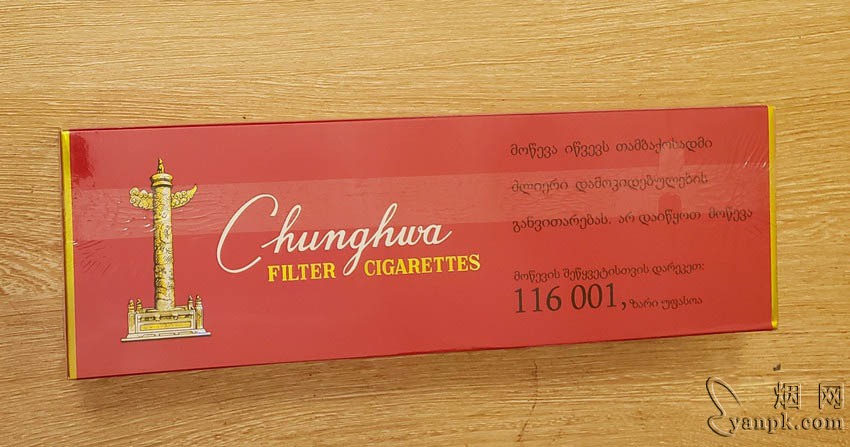 Chunghwa
FILTER CIGARETTES
მოწევა იწვევს თამბაქოსადმი
ძლიერი დამოკიდებულების
განვითარებას. არ დაიწყოთ მოწევა
მოწევის შეწყვეტისთვის დარეკეთ:
116 001, ზარი უფასოა
烟网
yanpk.com